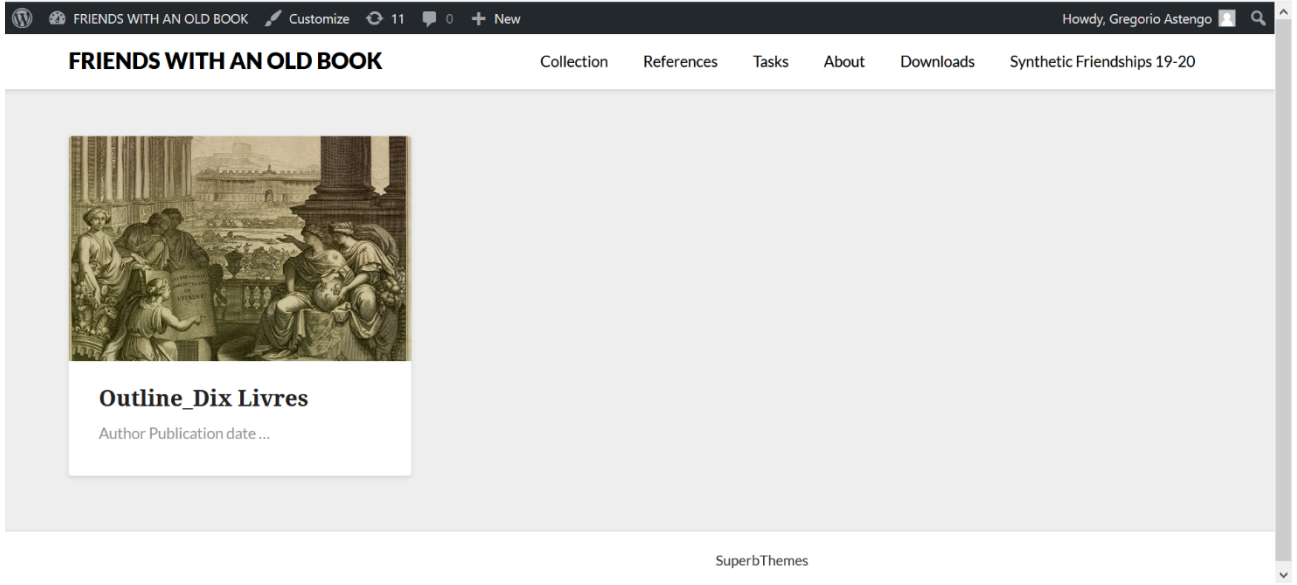 FRIENDS WITH AN OLD BOOK Customize 11 0 New Howdy, Gregorio Astengo
FRIENDS WITH AN OLD BOOK Collection References Tasks About Downloads Synthetic Friendships 19-20
VITRUVE
Outline_Dix Livres
Author Publication date ...
SuperbThemes